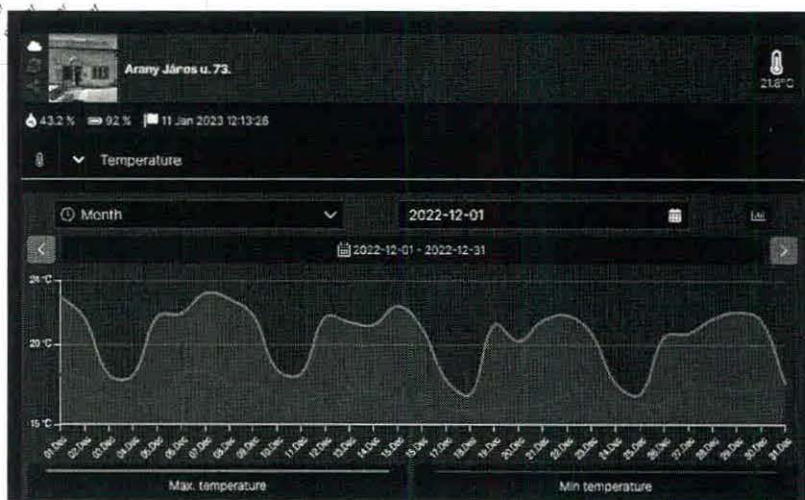 Arany János u. 73.
21.8°C
43.2 % 92 % 11 Jan 2023 12:13:26
Temperature
Month 2022-12-01
2022-12-01 - 2022-12-31
24 °C
20 °C
15 °C
01.Dec 02.Dec 03.Dec 04.Dec 05.Dec 06.Dec 07.Dec 08.Dec 09.Dec 10.Dec 11.Dec 12.Dec 13.Dec 14.Dec 15.Dec 16.Dec 17.Dec 18.Dec 19.Dec 20.Dec 21.Dec 22.Dec 23.Dec 24.Dec 25.Dec 26.Dec 27.Dec 28.Dec 29.Dec 30.Dec 31.Dec
Max. temperature Min temperature